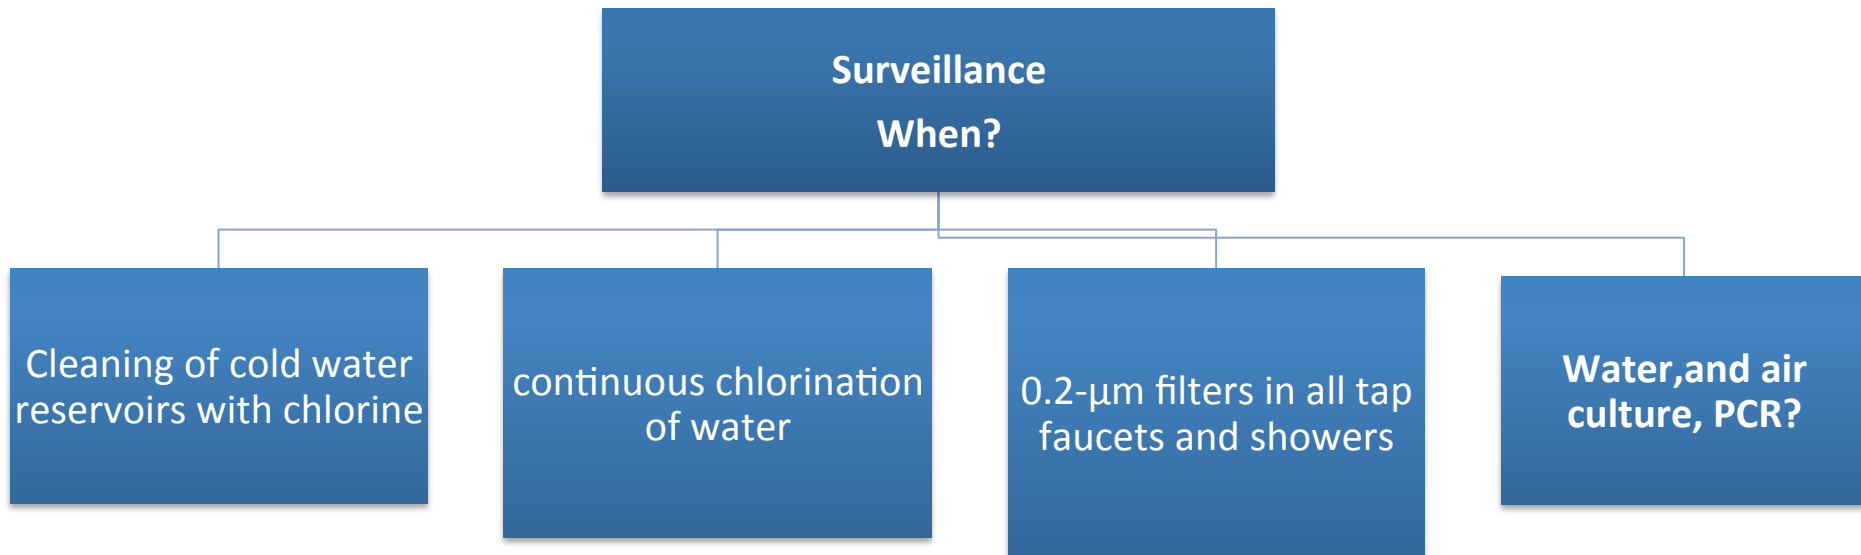 Surveillance
When?
Cleaning of cold water
reservoirs with chlorine
continuous chlorination
of water
0.2-μm filters in all tap
faucets and showers
Water,and air
culture, PCR?